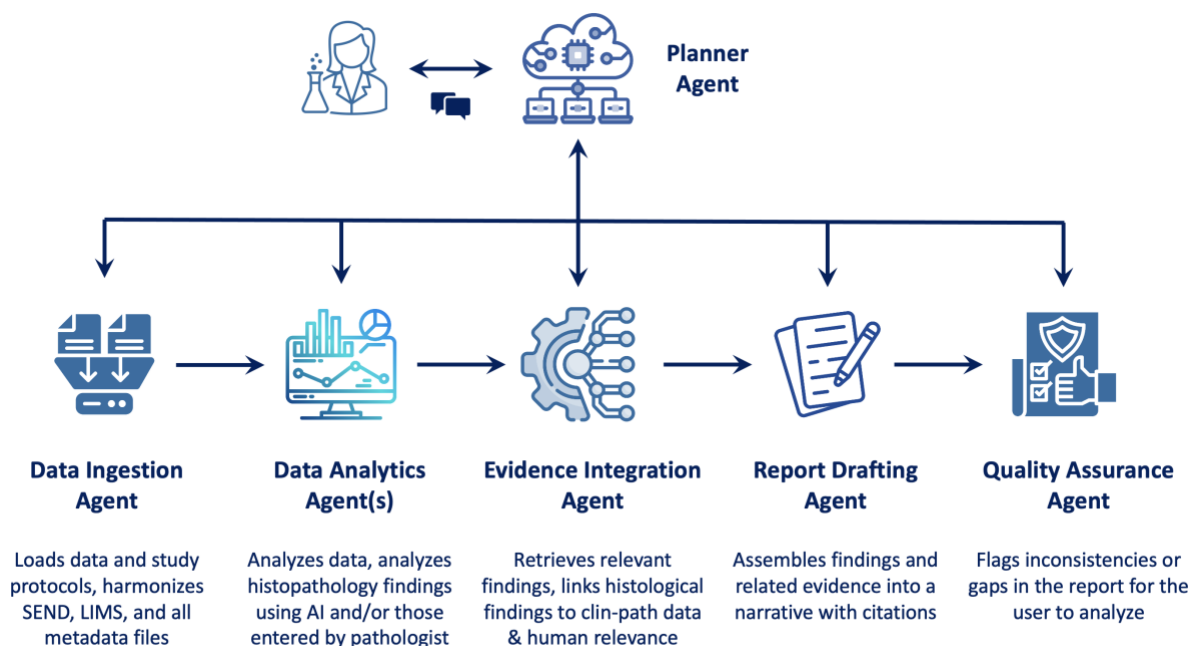 Planner
Agent
Data Ingestion
Agent
Loads data and study
protocols, harmonizes
SEND, LIMS, and all
metadata files
Data Analytics
Agent(s)
Analyzes data, analyzes
histopathology findings
using AI and/or those
entered by pathologist
Evidence Integration
Agent
Retrieves relevant
findings, links histological
findings to clin-path data
& human relevance
Report Drafting
Agent
Assembles findings and
related evidence into a
narrative with citations
Quality Assurance
Agent
Flags inconsistencies or
gaps in the report for the
user to analyze